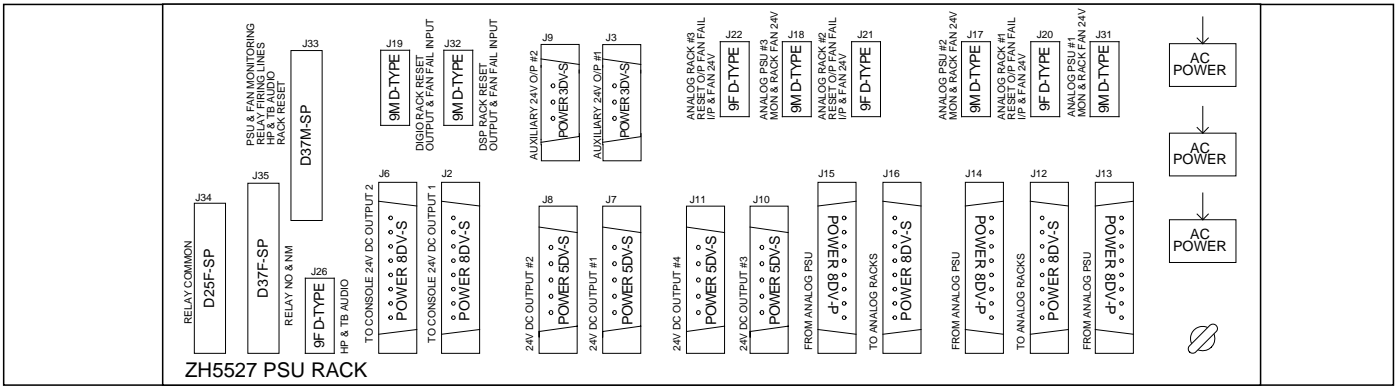 J33
D37M-SP
PSU & FAN MONITORING
RELAY FIRING LINES
HP & TB AUDIO
RACK RESET
J19
9M D-TYPE
DIGIO RACK RESET
OUTPUT & FAN FAIL INPUT
J32
9M D-TYPE
DSP RACK RESET
OUTPUT & FAN FAIL INPUT
AUXILIARY 24V O/P #2
J9
POWER 3DV-S
AUXILIARY 24V O/P #1
J3
POWER 3DV-S
ANALOG RACK #3
RESET O/P FAN FAIL
I/P & FAN 24V
J22
9F D-TYPE
ANALOG PSU #3
MON & RACK FAN 24V
J18
9M D-TYPE
ANALOG RACK #2
RESET O/P FAN FAIL
I/P & FAN 24V
J21
9F D-TYPE
ANALOG PSU #2
MON & RACK FAN 24V
J17
9M D-TYPE
ANALOG RACK #1
RESET O/P FAN FAIL
I/P & FAN 24V
J20
9F D-TYPE
ANALOG PSU #1
MON & RACK FAN 24V
J31
9M D-TYPE
AC
POWER
AC
POWER
AC
POWER
RELAY COMMON
J34
D25F-SP
J35
D37F-SP
RELAY NO & NM
J26
9F D-TYPE
HP & TB AUDIO
TO CONSOLE 24V DC OUTPUT 2
J6
POWER 8DV-S
TO CONSOLE 24V DC OUTPUT 1
J2
POWER 8DV-S
24V DC OUTPUT #2
J8
POWER 5DV-S
24V DC OUTPUT #1
J7
POWER 5DV-S
24V DC OUTPUT #4
J11
POWER 5DV-S
24V DC OUTPUT #3
J10
POWER 5DV-S
FROM ANALOG PSU
J15
POWER 8DV-P
TO ANALOG RACKS
J16
POWER 8DV-S
FROM ANALOG PSU
J14
POWER 8DV-P
TO ANALOG RACKS
J12
POWER 8DV-S
FROM ANALOG PSU
J13
POWER 8DV-P
ZH5527 PSU RACK